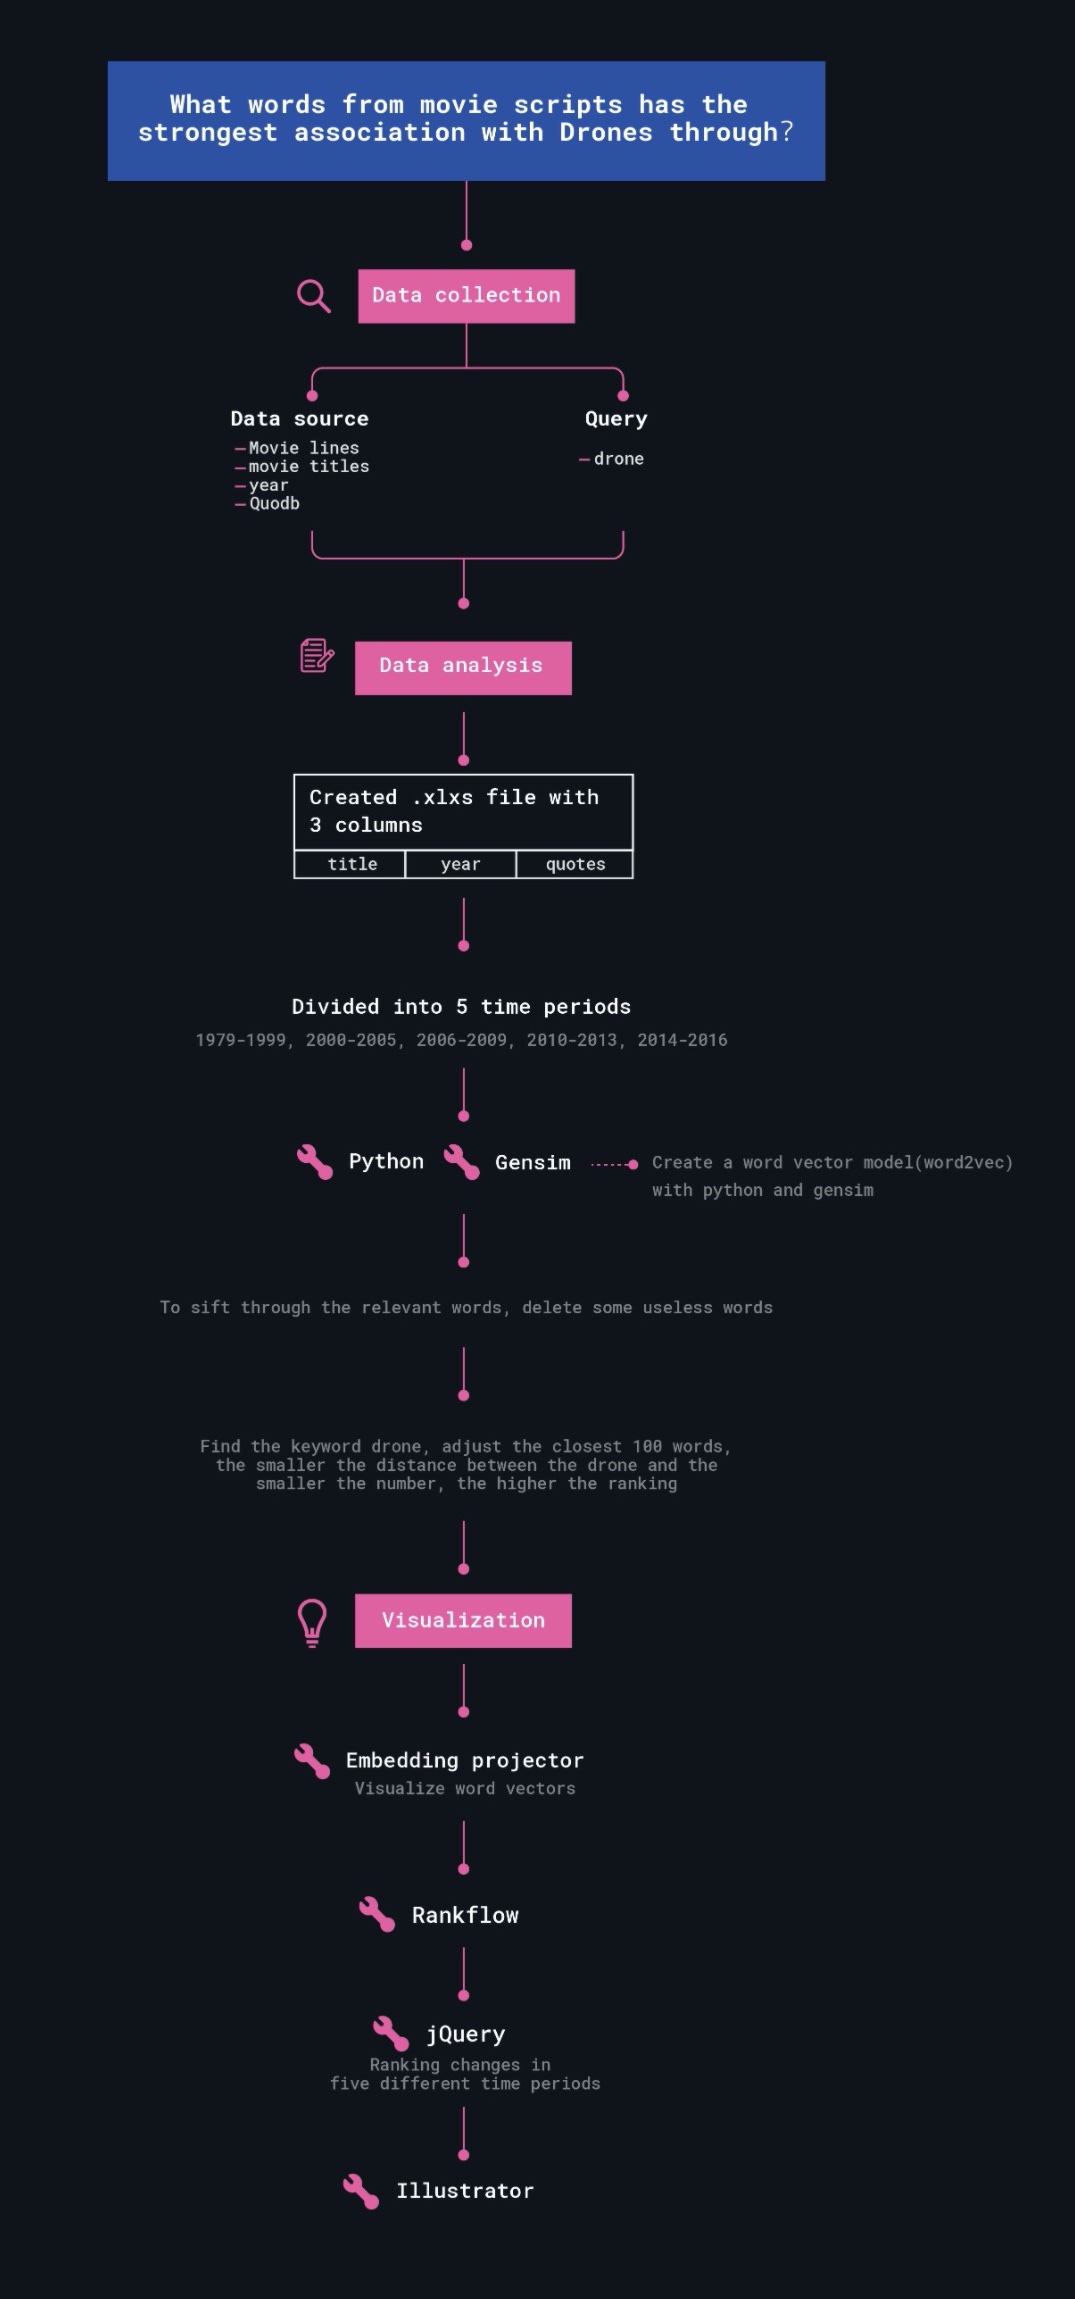 What words from movie scripts has the
strongest association with Drones through?
Data collection
Data source
Movie lines
movie titles
year
Quodb
Query
drone
Data analysis
Created .xlxs file with
3 columns
title year quotes
Divided into 5 time periods
1979-1999, 2000-2005, 2006-2009, 2010-2013, 2014-2016
Python Gensim
Create a word vector model(word2vec)
with python and gensim
To sift through the relevant words, delete some useless words
Find the keyword drone, adjust the closest 100 words,
the smaller the distance between the drone and the
smaller the number, the higher the ranking
Visualization
Embedding projector
Visualize word vectors
Rankflow
jQuery
Ranking changes in
five different time periods
Illustrator